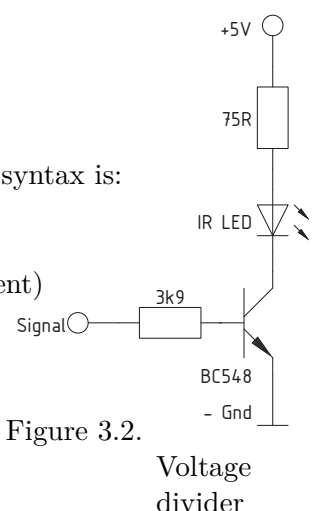 +5V
75R
syntax is:
IR LED
ent)
3k9
Signal
BC548
- Gnd
Figure 3.2.
Voltage
divider